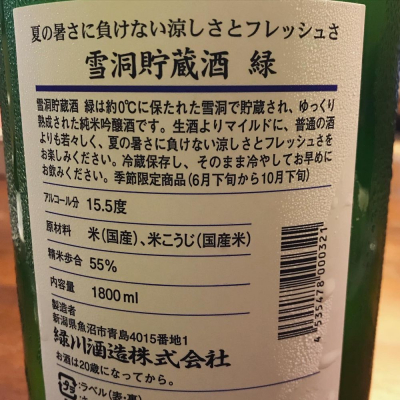 夏の暑さに負けない涼しさとフレッシュさ
雪洞貯蔵酒 緑
雪洞貯蔵酒 緑は約0℃に保たれた雪洞で貯蔵され、ゆっくり
熟成された純米吟醸酒です。生酒よりマイルドに、普通の酒
よりも若々しく、夏の暑さに負けない涼しさとフレッシュさを
お楽しみください。冷蔵保存し、そのまま冷やしてお早めに
お飲みください。季節限定商品(6月下旬から10月下旬)
アルコール分 15.5度
原材料 米(国産)、米こうじ(国産米)
精米歩合 55%
内容量 1800ml
製造者
新潟県魚沼市青島4015番地1
緑川酒造株式会社
お酒は20歳になってから。
ラベル(表・裏)
4 535478 000321